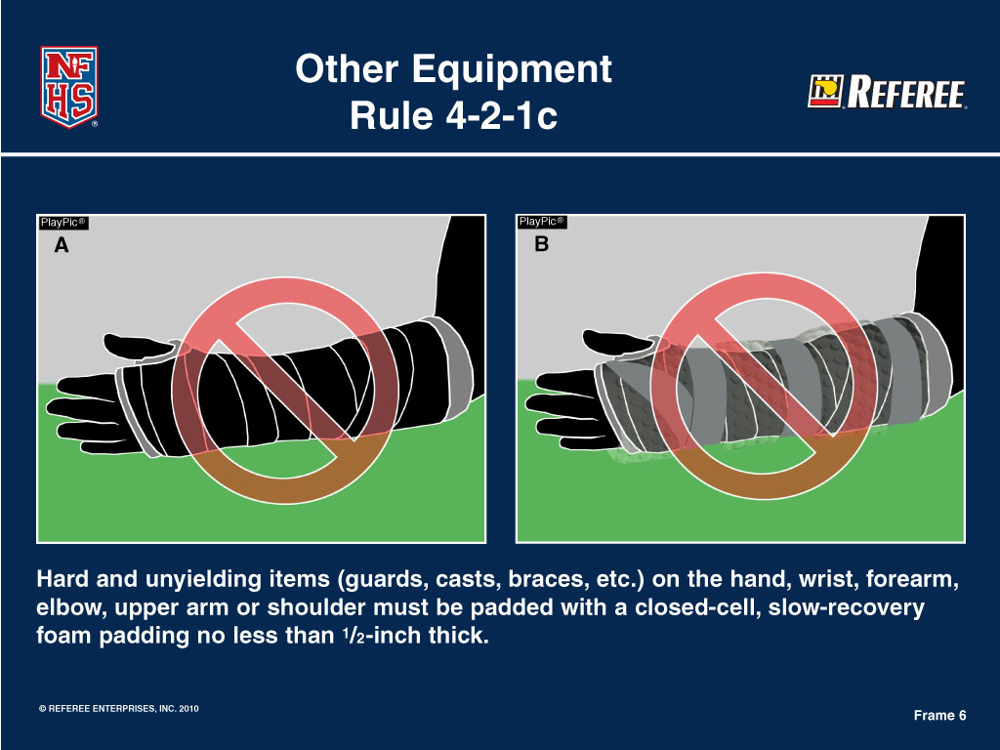 Other Equipment
Rule 4-2-1c
NF
HS
®
REFEREE
PlayPic®
A
PlayPic®
B
Hard and unyielding items (guards, casts, braces, etc.) on the hand, wrist, forearm,
elbow, upper arm or shoulder must be padded with a closed-cell, slow-recovery
foam padding no less than 1/2-inch thick.
© REFEREE ENTERPRISES, INC. 2010
Frame 6